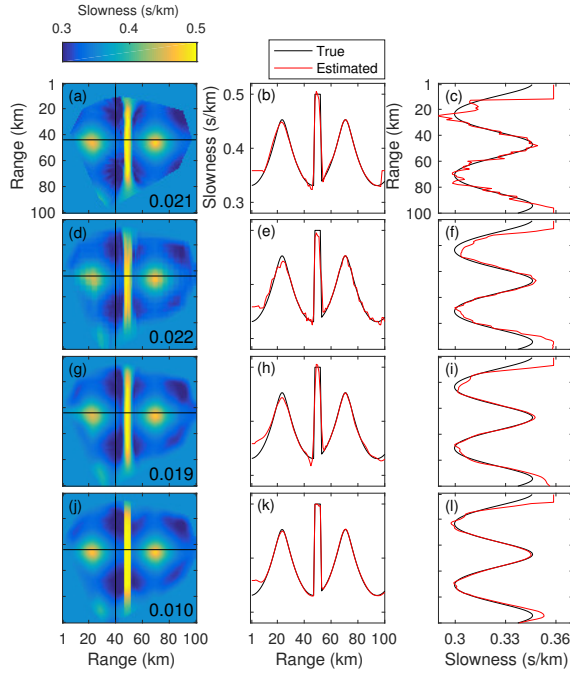 Slowness (s/km)
0.3 0.4 0.5
True
Estimated
(a) (b) (c)
Range (km)
1
20
40
60
80
100
0.021
Slowness (s/km)
0.5
0.4
0.3
Range (km)
1
20
40
60
80
100
(d) (e) (f)
0.022
(g) (h) (i)
0.019
(j) (k) (l)
0.010
1 20 40 60 80 100
Range (km)
1 20 40 60 80 100
Range (km)
0.3 0.33 0.36
Slowness (s/km)